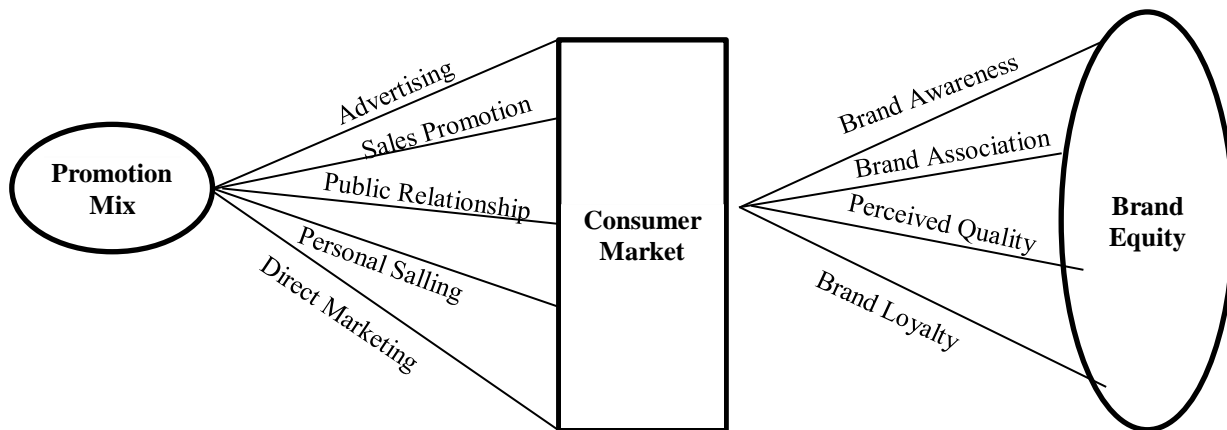 Promotion
Mix
Advertising
Sales Promotion
Public Relationship
Personal Salling
Direct Marketing
Consumer
Market
Brand Awareness
Brand Association
Perceived Quality
Brand Loyalty
Brand
Equity